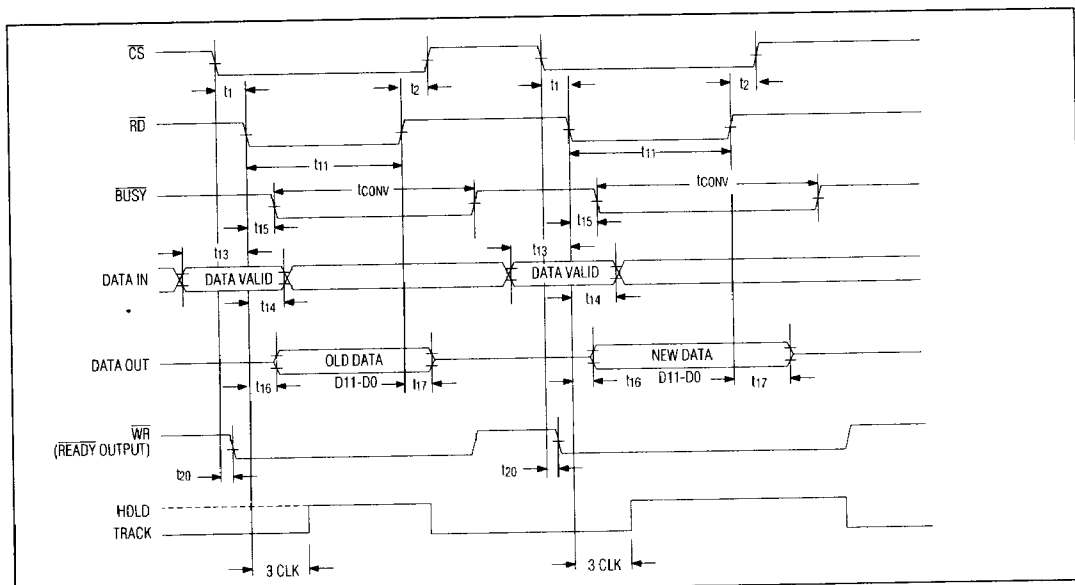 CS
t1
t2
t1
t2
RD
t11
t11
BUSY
tCONV
tCONV
t15
t15
t13
t13
DATA IN
DATA VALID
DATA VALID
t14
t14
DATA OUT
OLD DATA
NEW DATA
t16
D11-D0
t17
t16
D11-D0
t17
WR
(READY OUTPUT)
t20
t20
HOLD
TRACK
3 CLK
3 CLK